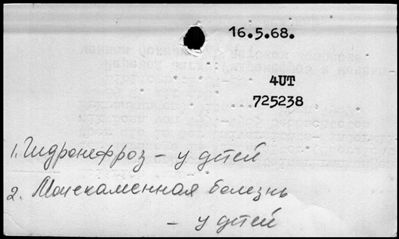 16.5.68.
4UT
725238
1. Гидронефроз – у детей
2. Мочекаменная болезнь
– у детей